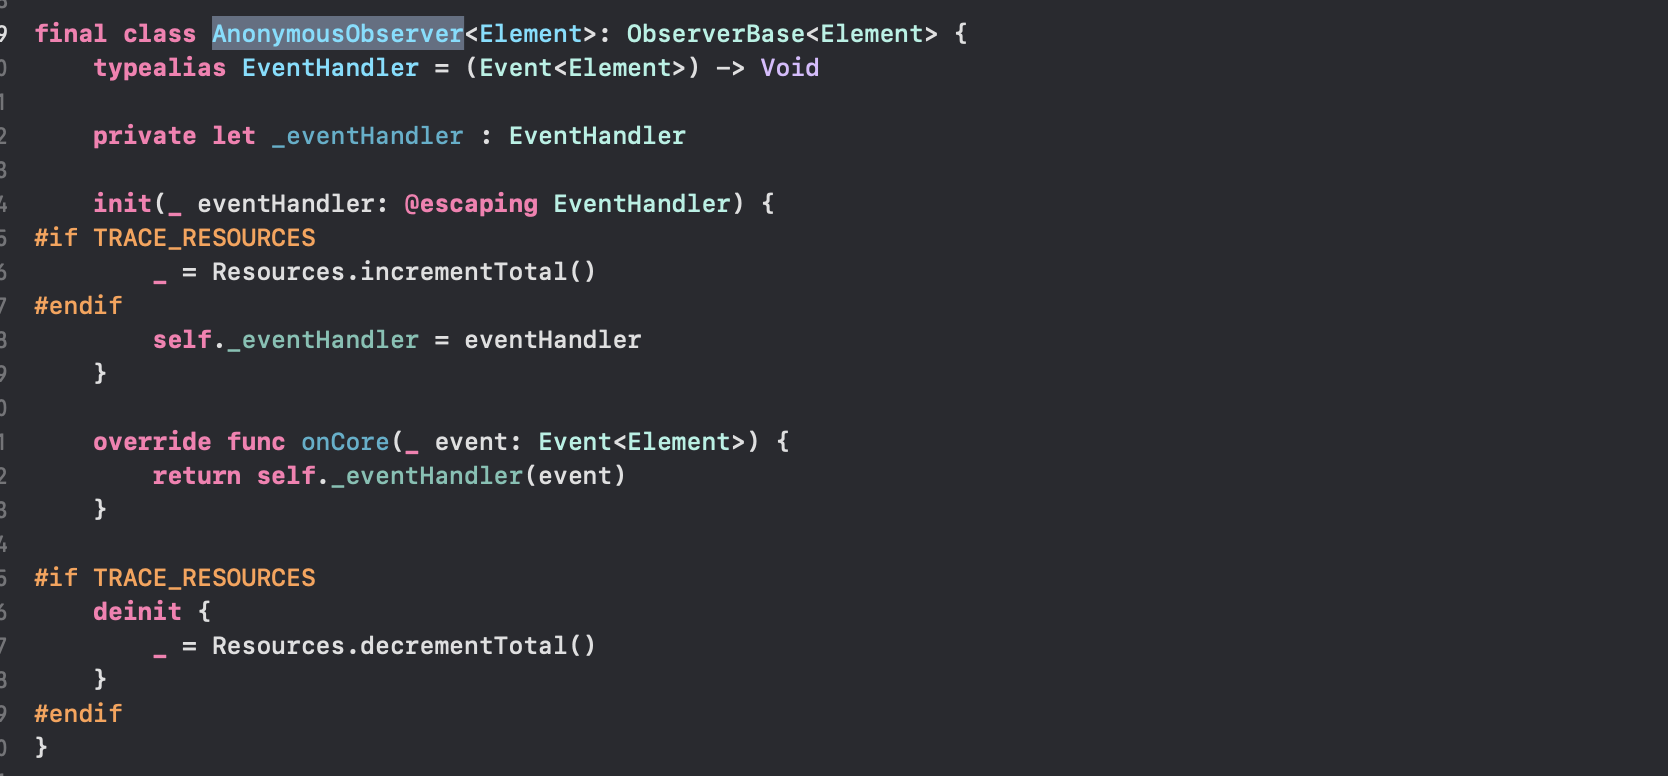 final class AnonymousObserver<Element>: ObserverBase<Element> {
    typealias EventHandler = (Event<Element>) -> Void

    private let _eventHandler : EventHandler

    init(_ eventHandler: @escaping EventHandler) {
#if TRACE_RESOURCES
        _ = Resources.incrementTotal()
#endif
        self._eventHandler = eventHandler
    }

    override func onCore(_ event: Event<Element>) {
        return self._eventHandler(event)
    }

#if TRACE_RESOURCES
    deinit {
        _ = Resources.decrementTotal()
    }
#endif
}